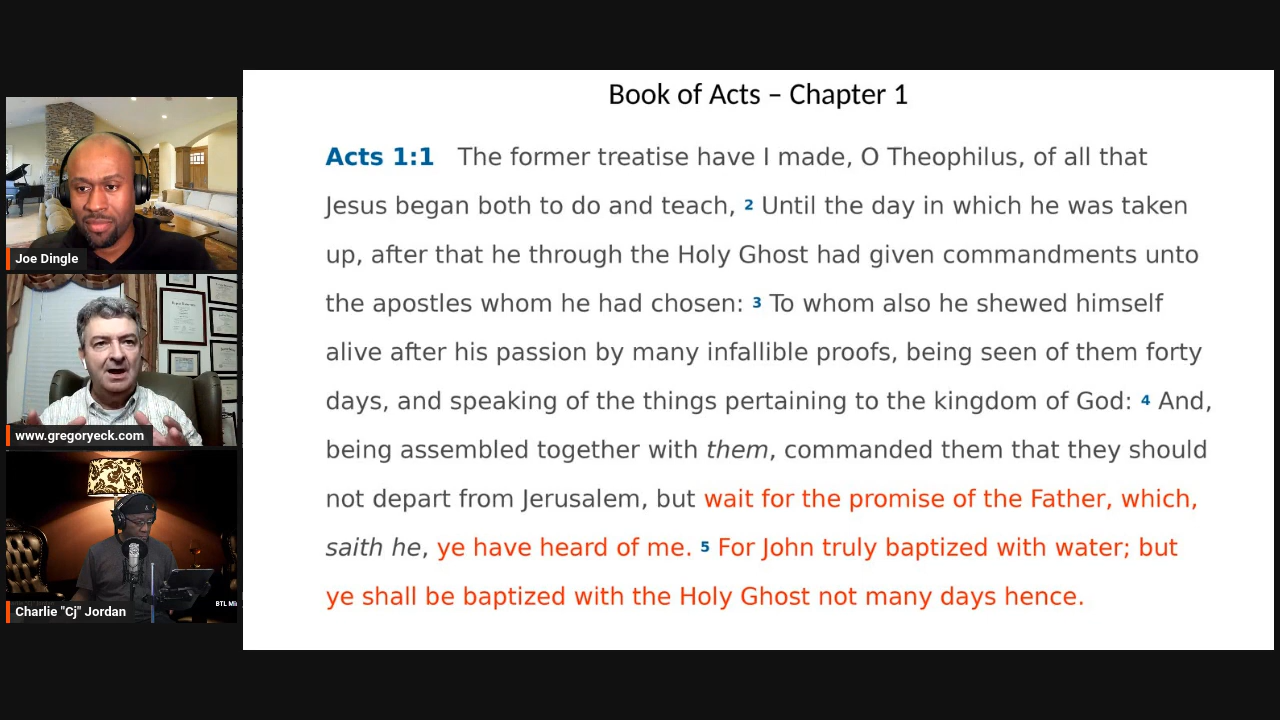 Book of Acts – Chapter 1
Acts 1:1 The former treatise have I made, O Theophilus, of all that
Jesus began both to do and teach, 2 Until the day in which he was taken
up, after that he through the Holy Ghost had given commandments unto
the apostles whom he had chosen: 3 To whom also he shewed himself
alive after his passion by many infallible proofs, being seen of them forty
days, and speaking of the things pertaining to the kingdom of God: 4 And,
being assembled together with them, commanded them that they should
not depart from Jerusalem, but wait for the promise of the Father, which,
saith he, ye have heard of me. 5 For John truly baptized with water; but
ye shall be baptized with the Holy Ghost not many days hence.
Joe Dingle
www.gregoryeck.com
Charlie "Cj" Jordan
BTL